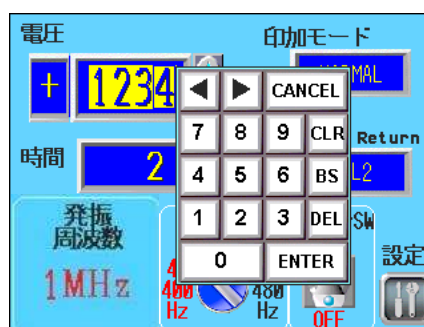 電圧 印加モード
+ 1234 MAL
◀ ▶ CANCEL
7 8 9 CLR Return
時間 2 4 5 6 BS L2
1 2 3 DEL SW
0 ENTER
発振
周波数
1MHz
400
Hz
480
Hz
OFF
設定